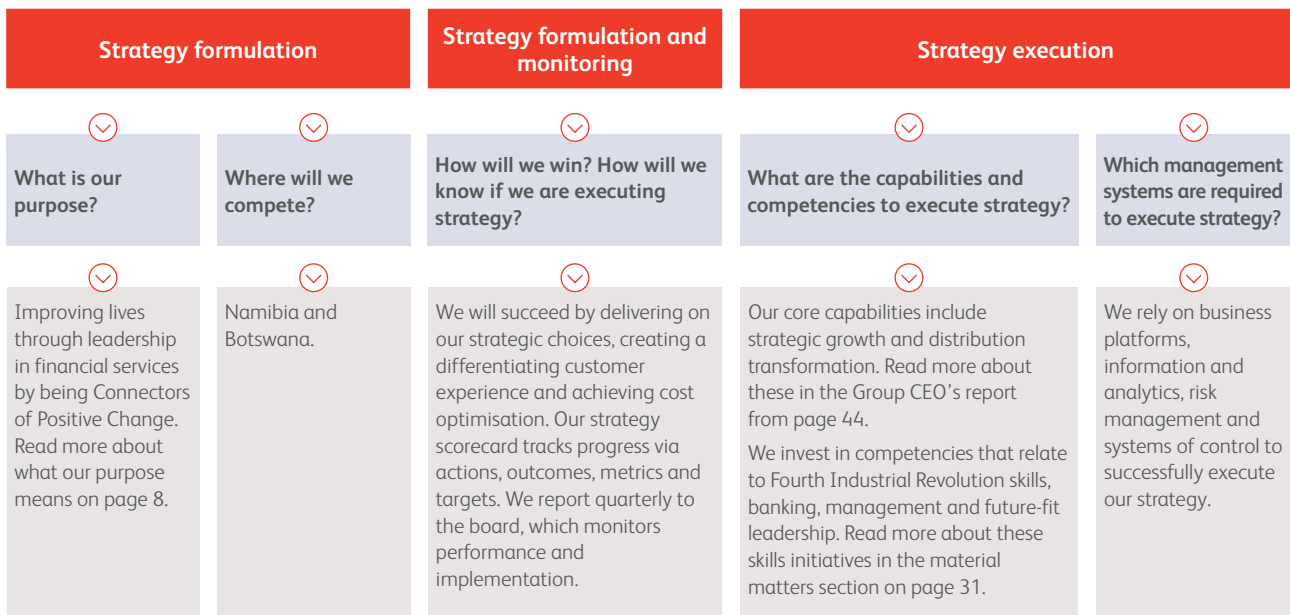 Strategy formulation
Strategy formulation and
monitoring
Strategy execution
What is our
purpose?
Where will we
compete?
How will we win? How will we
know if we are executing
strategy?
What are the capabilities and
competencies to execute strategy?
Which management
systems are required
to execute strategy?
Improving lives
through leadership
in financial services
by being Connectors
of Positive Change.
Read more about
what our purpose
means on page 8.
Namibia and
Botswana.
We will succeed by delivering on
our strategic choices, creating a
differentiating customer
experience and achieving cost
optimisation. Our strategy
scorecard tracks progress via
actions, outcomes, metrics and
targets. We report quarterly to
the board, which monitors
performance and
implementation.
Our core capabilities include
strategic growth and distribution
transformation. Read more about
these in the Group CEO’s report
from page 44.
We invest in competencies that relate
to Fourth Industrial Revolution skills,
banking, management and future-fit
leadership. Read more about these
skills initiatives in the material
matters section on page 31.
We rely on business
platforms,
information and
analytics, risk
management and
systems of control to
successfully execute
our strategy.